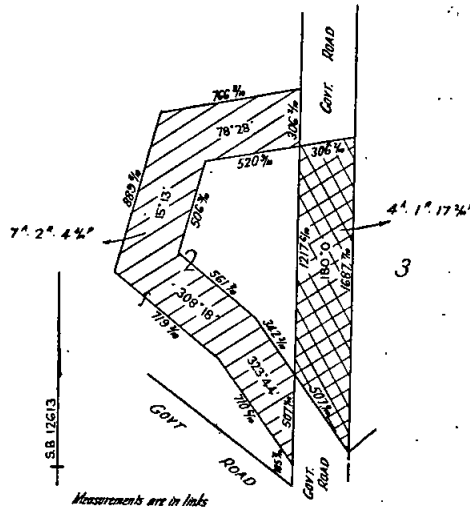 GOVT. ROAD
766
306
78°28'
520
306
889
15°13'
506
7ᴬ. 2ᴿ. 4
4ᴬ. 1ᴿ. 17
1217
180°0'
1687
3
561
308°18'
719
342
323°44'
710
507
507
S.B 12613
GOVT ROAD
GOVT. ROAD
Measurements are in links